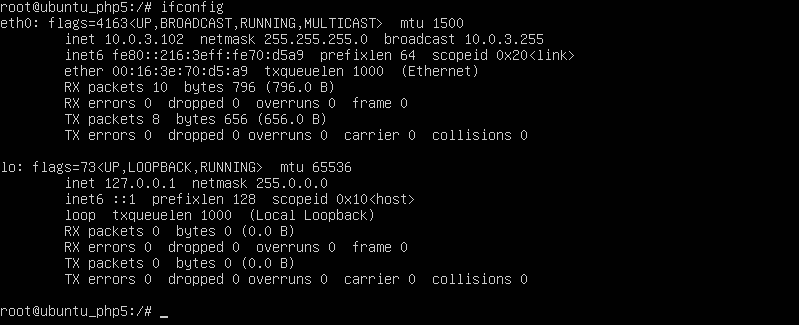 root@ubuntu_php5:/# ifconfig
eth0: flags=4163<UP,BROADCAST,RUNNING,MULTICAST>  mtu 1500
        inet 10.0.3.102  netmask 255.255.255.0  broadcast 10.0.3.255
        inet6 fe80::216:3eff:fe70:d5a9  prefixlen 64  scopeid 0x20<link>
        ether 00:16:3e:70:d5:a9  txqueuelen 1000  (Ethernet)
        RX packets 10  bytes 796 (796.0 B)
        RX errors 0  dropped 0  overruns 0  frame 0
        TX packets 8  bytes 656 (656.0 B)
        TX errors 0  dropped 0 overruns 0  carrier 0  collisions 0

lo: flags=73<UP,LOOPBACK,RUNNING>  mtu 65536
        inet 127.0.0.1  netmask 255.0.0.0
        inet6 ::1  prefixlen 128  scopeid 0x10<host>
        loop  txqueuelen 1000  (Local Loopback)
        RX packets 0  bytes 0 (0.0 B)
        RX errors 0  dropped 0  overruns 0  frame 0
        TX packets 0  bytes 0 (0.0 B)
        TX errors 0  dropped 0 overruns 0  carrier 0  collisions 0

root@ubuntu_php5:/# _